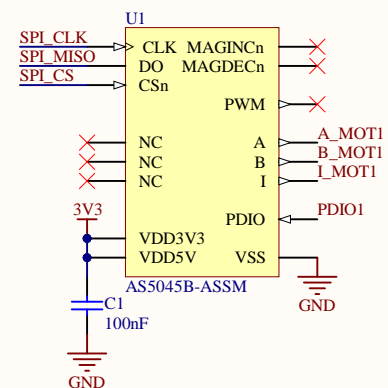 U1
SPI_CLK
SPI_MISO
SPI_CS
CLK
DO
CSn
MAGINCn
MAGDECn
PWM
NC
NC
NC
A
B
I
A_MOT1
B_MOT1
I_MOT1
PDIO
PDIO1
3V3
VDD3V3
VDD5V
VSS
AS5045B-ASSM
C1
100nF
GND
GND